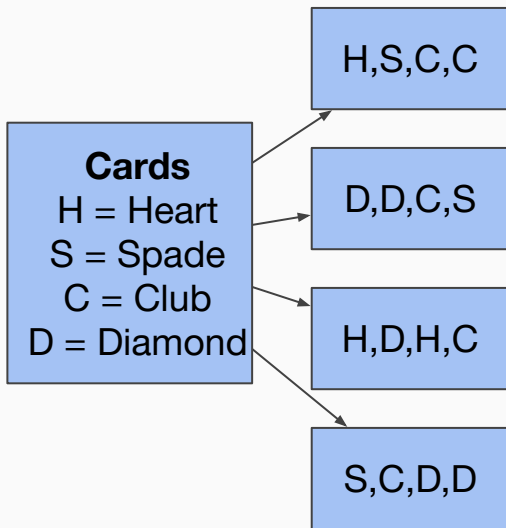 H,S,C,C
Cards
H = Heart
S = Spade
C = Club
D = Diamond
D,D,C,S
H,D,H,C
S,C,D,D